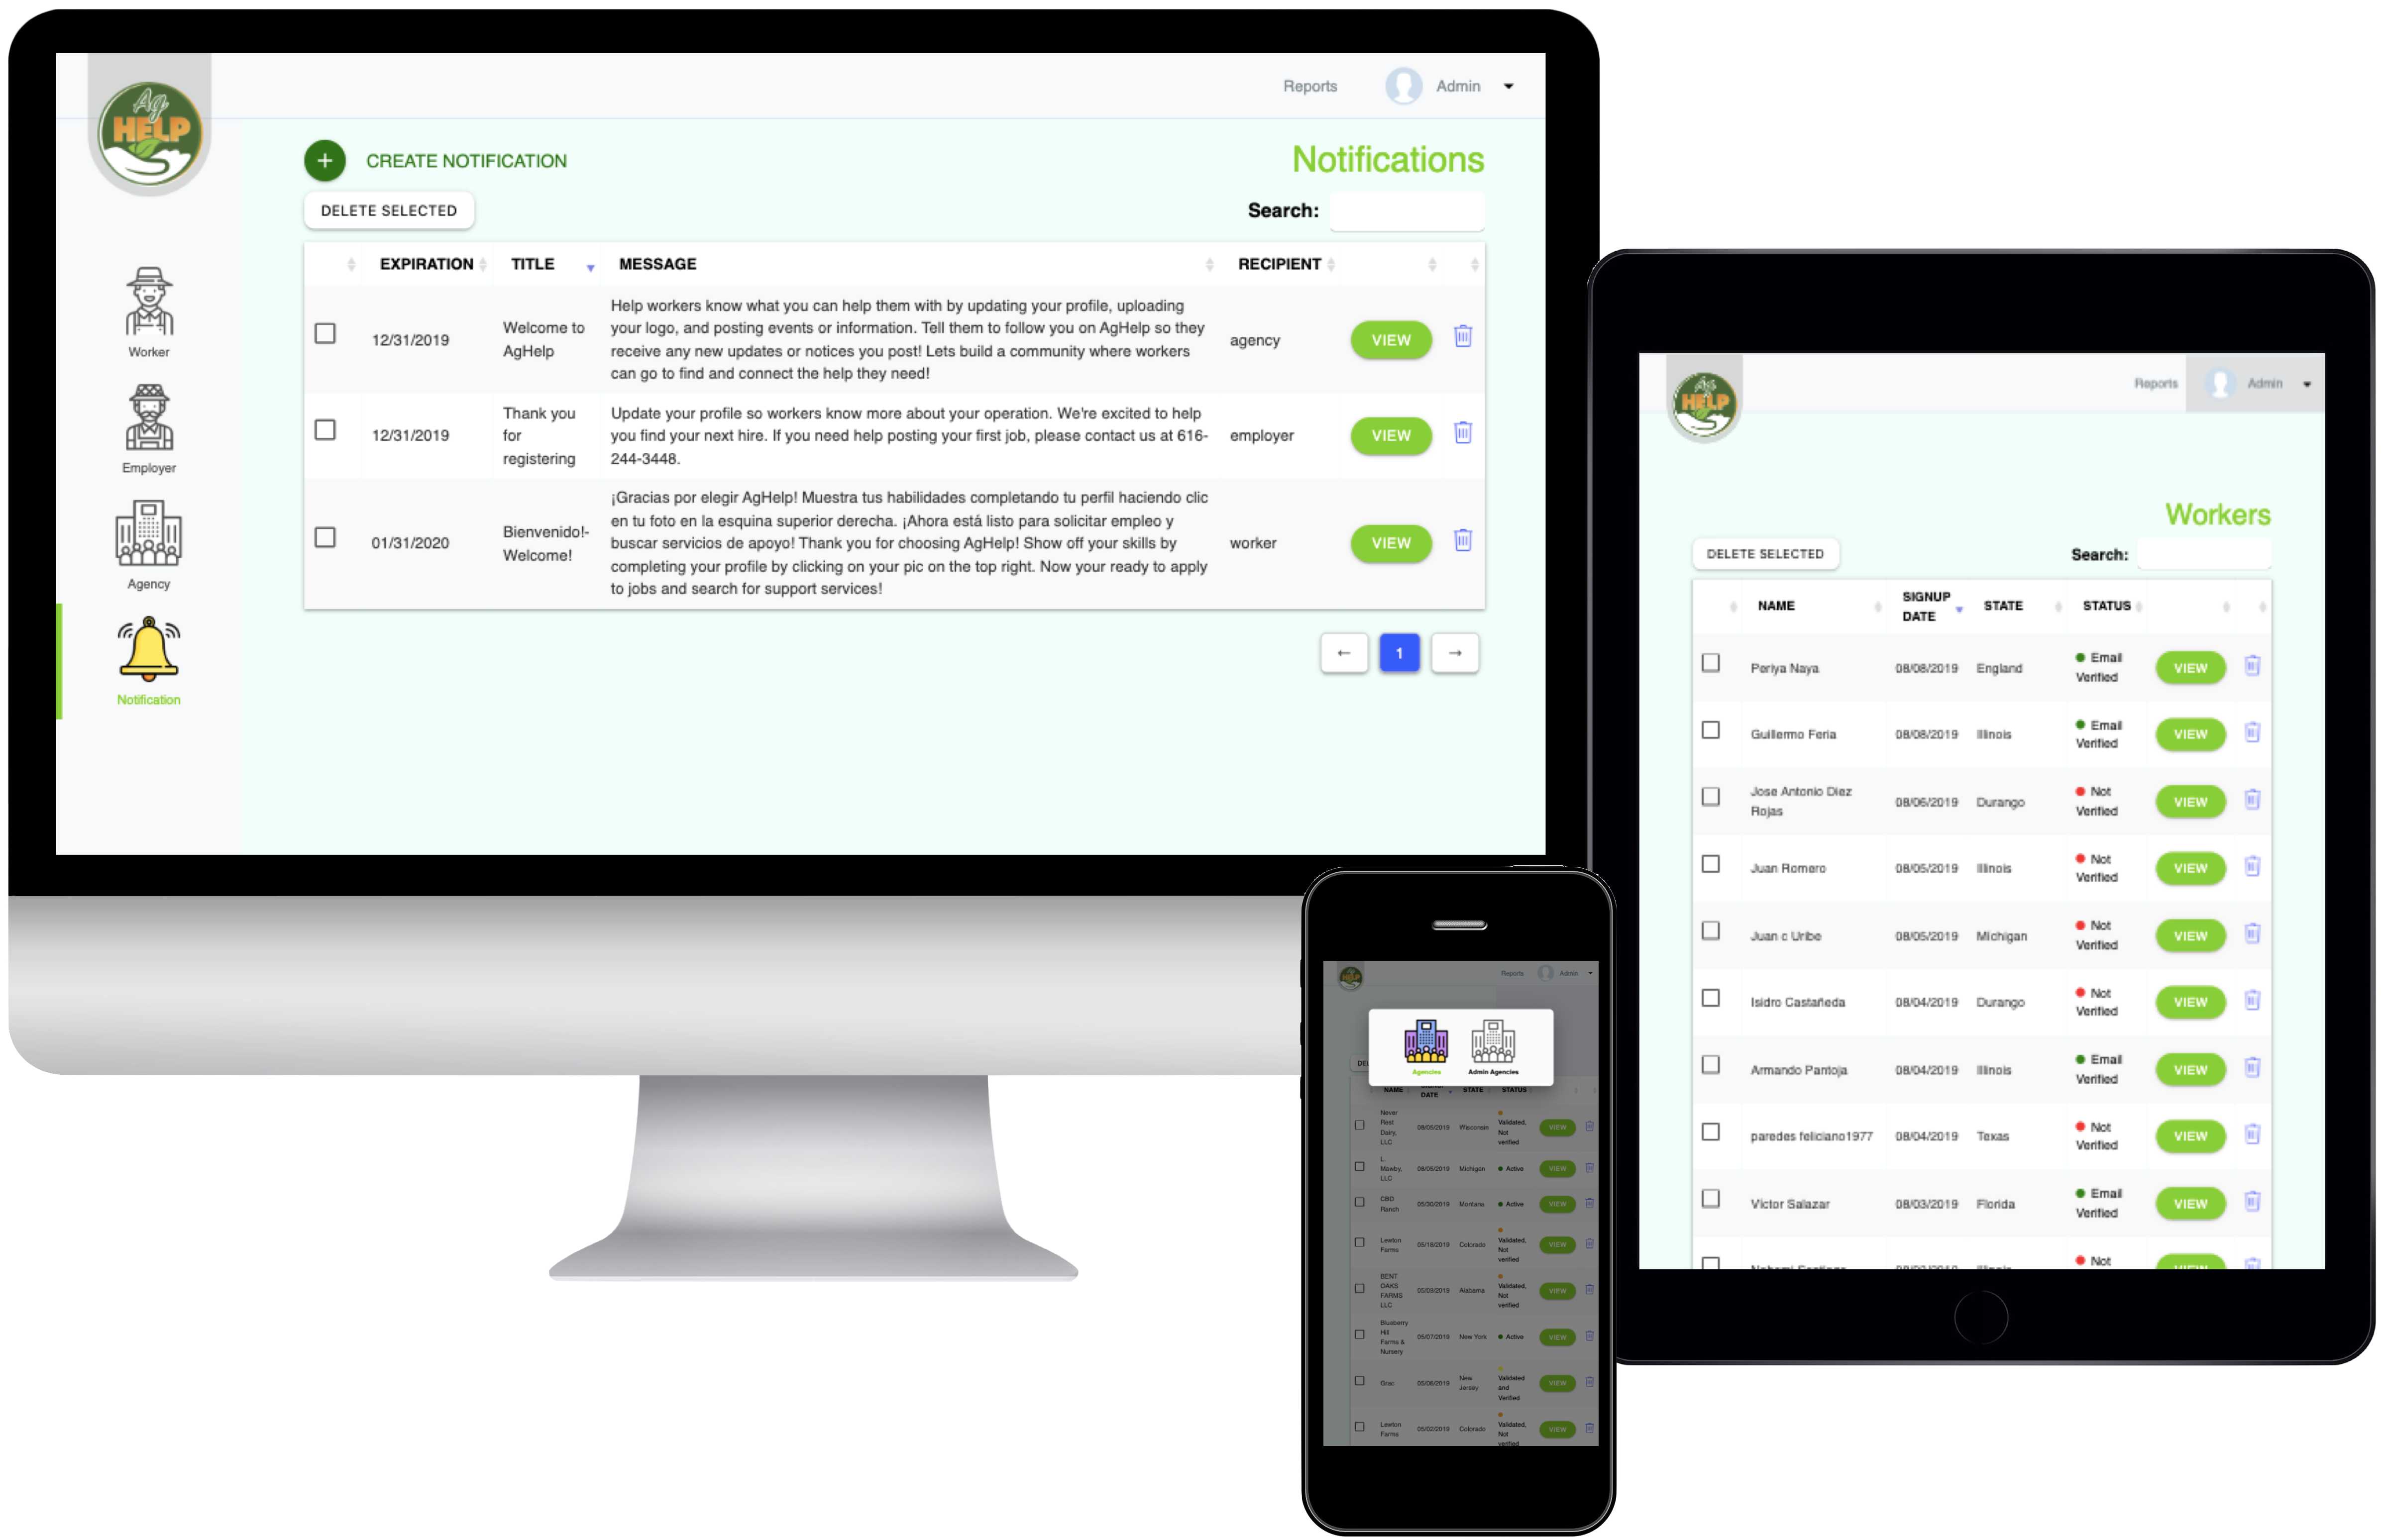 Ag
HELP
Reports
Admin
CREATE NOTIFICATION
Notifications
DELETE SELECTED
Search:
EXPIRATION TITLE MESSAGE RECIPIENT
12/31/2019
Welcome to
AgHelp
Help workers know what you can help them with by updating your profile, uploading
your logo, and posting events or information. Tell them to follow you on AgHelp so they
receive any new updates or notices you post! Lets build a community where workers
can go to find and connect the help they need!
agency
VIEW
12/31/2019
Thank you
for
registering
Update your profile so workers know more about your operation. We're excited to help
you find your next hire. If you need help posting your first job, please contact us at 616-
244-3448.
employer
VIEW
01/31/2020
Bienvenido!-
Welcome!
¡Gracias por elegir AgHelp! Muestra tus habilidades completando tu perfil haciendo clic
en tu foto en la esquina superior derecha. ¡Ahora está listo para solicitar empleo y
buscar servicios de apoyo! Thank you for choosing AgHelp! Show off your skills by
completing your profile by clicking on your pic on the top right. Now your ready to apply
to jobs and search for support services!
worker
VIEW
← 1 →
Worker
Employer
Agency
Notification
Ag
HELP
Reports
Admin
Workers
DELETE SELECTED
Search:
NAME
SIGNUP
DATE
STATE
STATUS
Periya Naya 08/08/2019 England
Email
Verified
VIEW
Guillermo Feria 08/08/2019 Illinois
Email
Verified
VIEW
Jose Antonio Diez
Rojas
08/06/2019 Durango
Not
Verified
VIEW
Juan Romero 08/05/2019 Illinois
Not
Verified
VIEW
Juan c Uribe 08/05/2019 Michigan
Not
Verified
VIEW
Isidro Castañeda 08/04/2019 Durango
Not
Verified
VIEW
Armando Pantoja 08/04/2019 Illinois
Email
Verified
VIEW
paredes feliciano1977 08/04/2019 Texas
Not
Verified
VIEW
Victor Salazar 08/03/2019 Florida
Email
Verified
VIEW
Not
HELP
Reports
Admin
Agencies
Admin Agencies
NAME
DATE
STATE
STATUS
Never
Rest
Dairy,
LLC
08/05/2019 Wisconsin
Validated,
Not
verified
VIEW
L.
Mawby,
LLC
08/05/2019 Michigan Active VIEW
CBD
Ranch
05/30/2019 Montana Active VIEW
Lewton
Farms
05/18/2019 Colorado
Validated,
Not
verified
VIEW
BENT
OAKS
FARMS
LLC
05/09/2019 Alabama
Validated,
Not
verified
VIEW
Blueberry
Hill
Farms &
Nursery
05/07/2019 New York Active VIEW
Grac 05/06/2019
New
Jersey
Validated
and
Verified
VIEW
Lewton
Farms
05/02/2019 Colorado
Validated,
Not
verified
VIEW